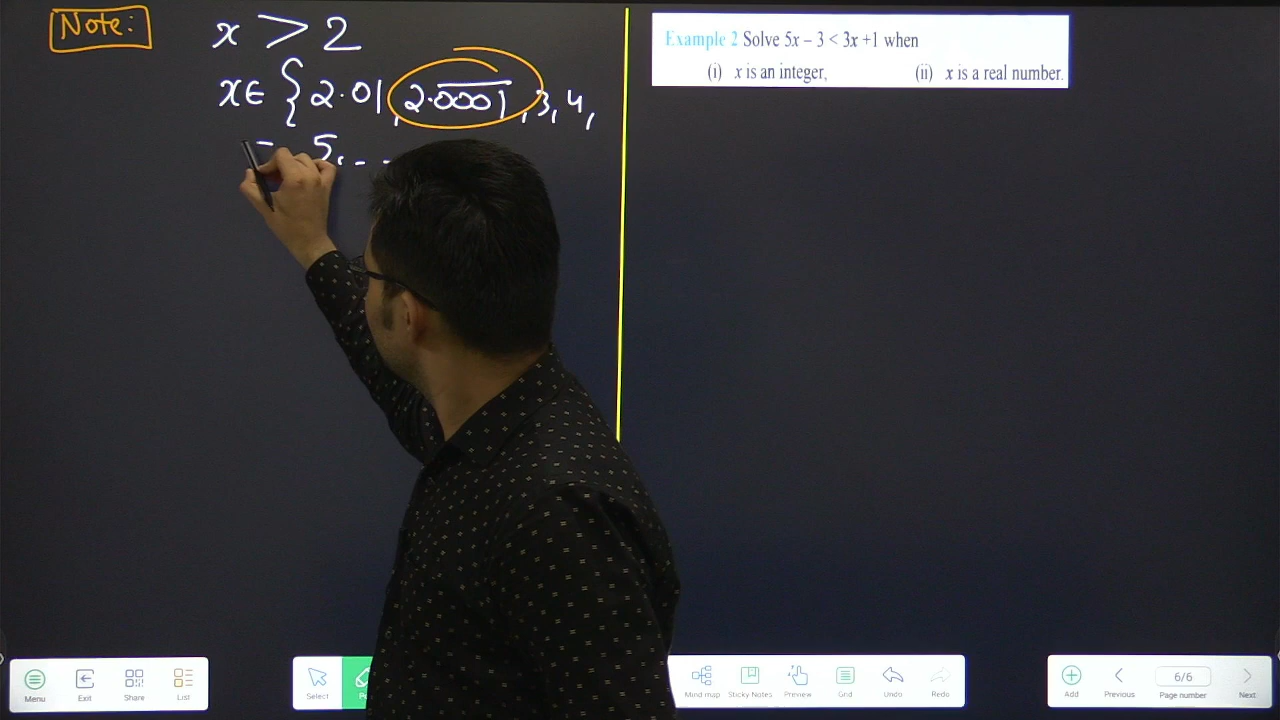 Note:
x > 2
x ∈ { 2.01, 2.0001, 3, 4,
- - 5, - -
Example 2 Solve 5x – 3 < 3x +1 when
(i) x is an integer, (ii) x is a real number.
Menu Exit Share List Select Mind map Sticky Notes Preview Grid Undo Redo Add Previous 6/6 Page number Next